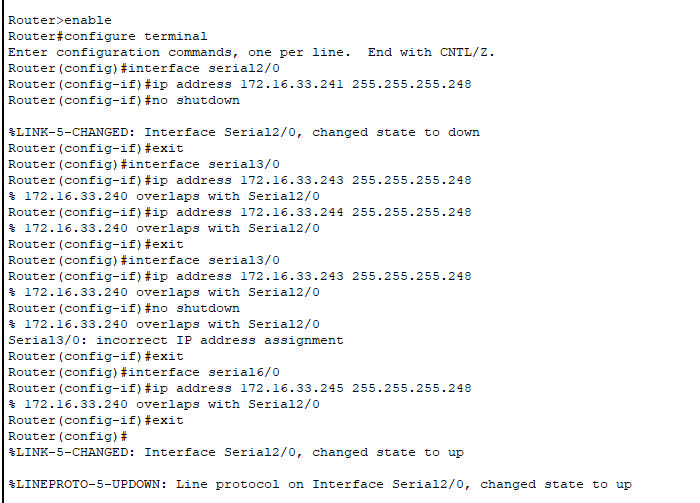 Router>enable
Router#configure terminal
Enter configuration commands, one per line.  End with CNTL/Z.
Router(config)#interface serial2/0
Router(config-if)#ip address 172.16.33.241 255.255.255.248
Router(config-if)#no shutdown

%LINK-5-CHANGED: Interface Serial2/0, changed state to down
Router(config-if)#exit
Router(config)#interface serial3/0
Router(config-if)#ip address 172.16.33.243 255.255.255.248
% 172.16.33.240 overlaps with Serial2/0
Router(config-if)#ip address 172.16.33.244 255.255.255.248
% 172.16.33.240 overlaps with Serial2/0
Router(config-if)#exit
Router(config)#interface serial3/0
Router(config-if)#ip address 172.16.33.243 255.255.255.248
% 172.16.33.240 overlaps with Serial2/0
Router(config-if)#no shutdown
% 172.16.33.240 overlaps with Serial2/0
Serial3/0: incorrect IP address assignment
Router(config-if)#exit
Router(config)#interface serial6/0
Router(config-if)#ip address 172.16.33.245 255.255.255.248
% 172.16.33.240 overlaps with Serial2/0
Router(config-if)#exit
Router(config)#
%LINK-5-CHANGED: Interface Serial2/0, changed state to up

%LINEPROTO-5-UPDOWN: Line protocol on Interface Serial2/0, changed state to up